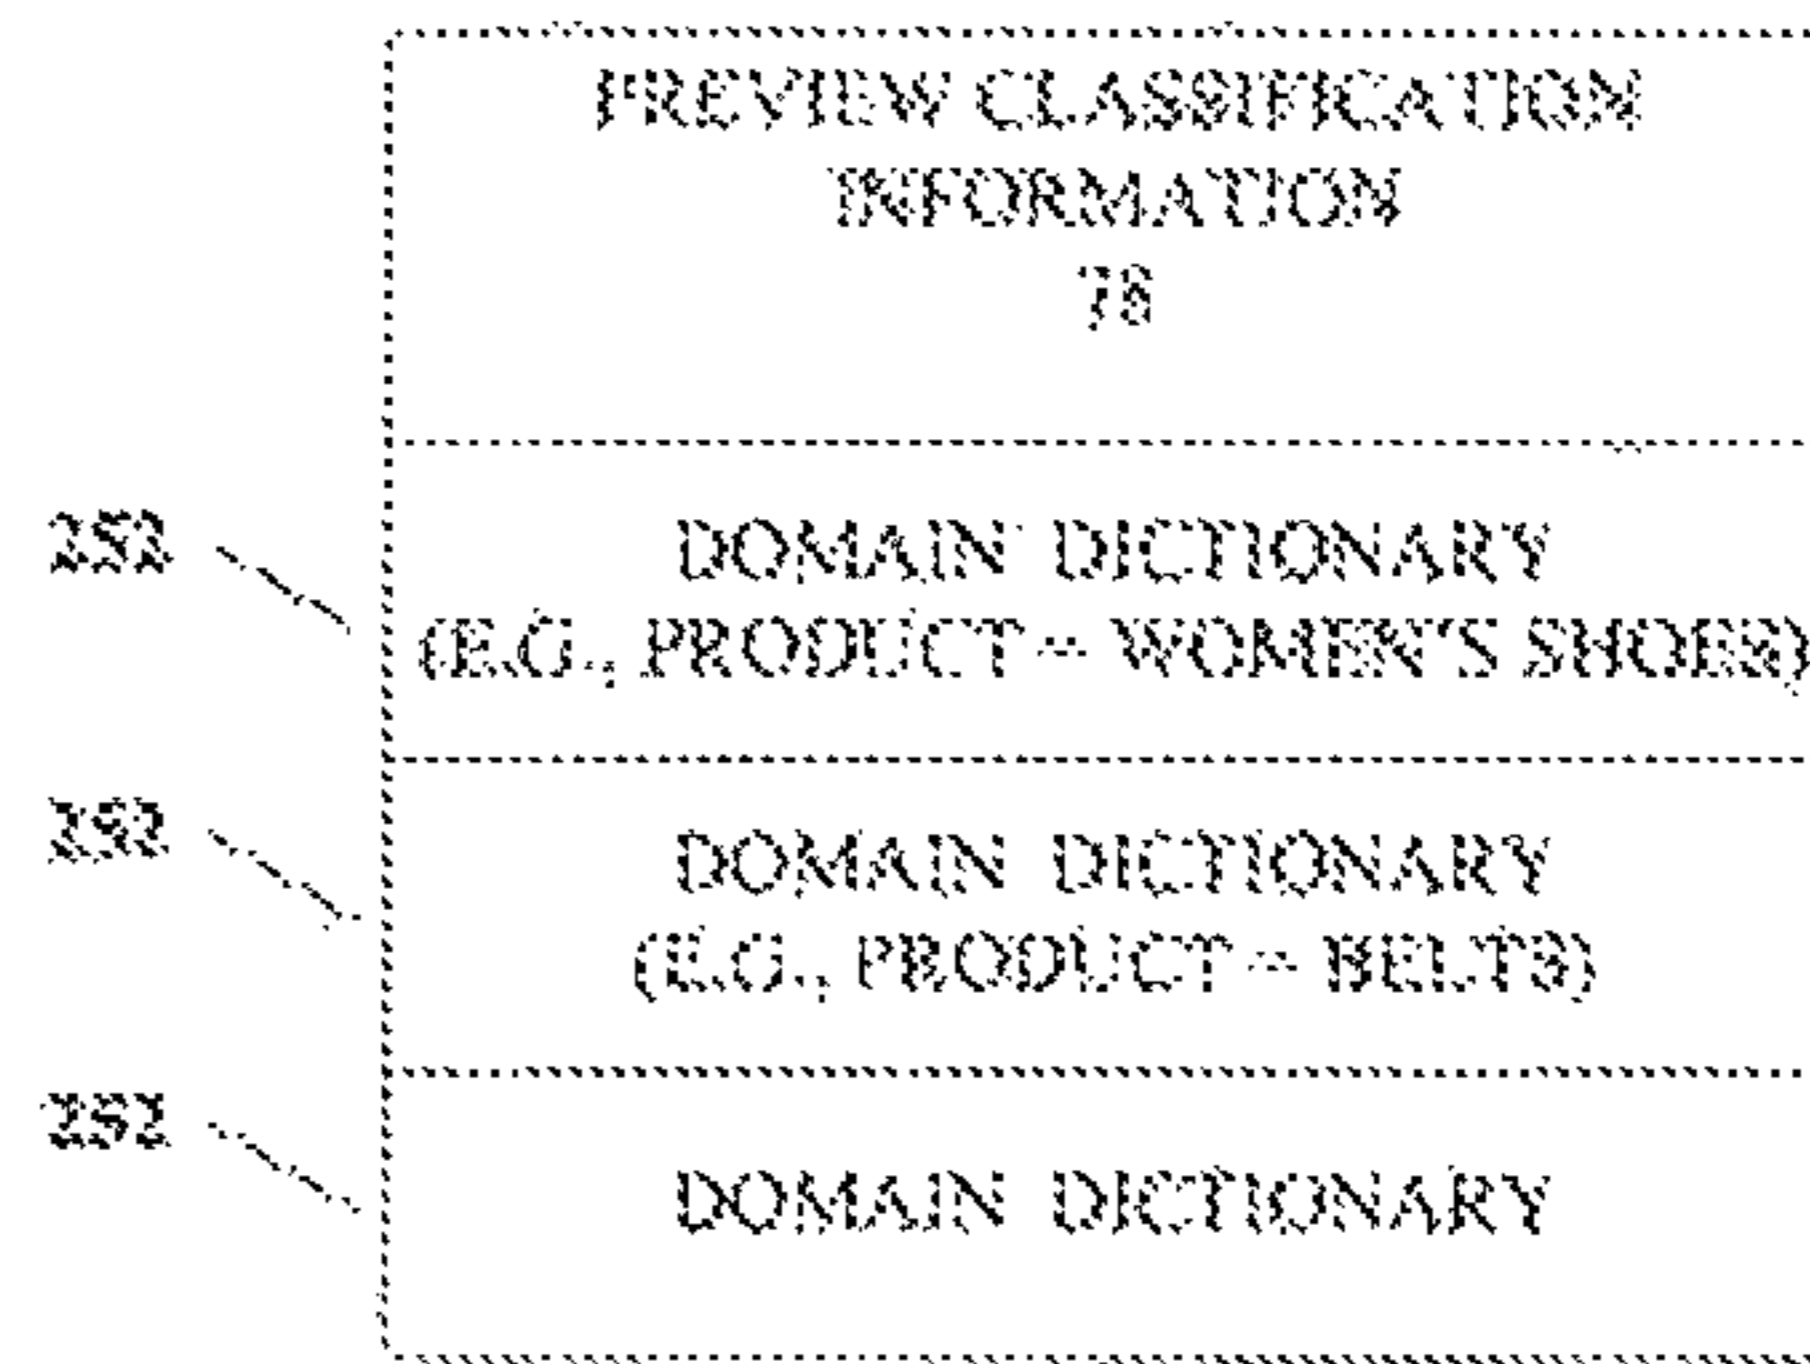 PREVIEW CLASSIFICATION
INFORMATION
78
252
DOMAIN DICTIONARY
(E.G., PRODUCT = WOMEN'S SHOES)
252
DOMAIN DICTIONARY
(E.G., PRODUCT = BELTS)
252
DOMAIN DICTIONARY